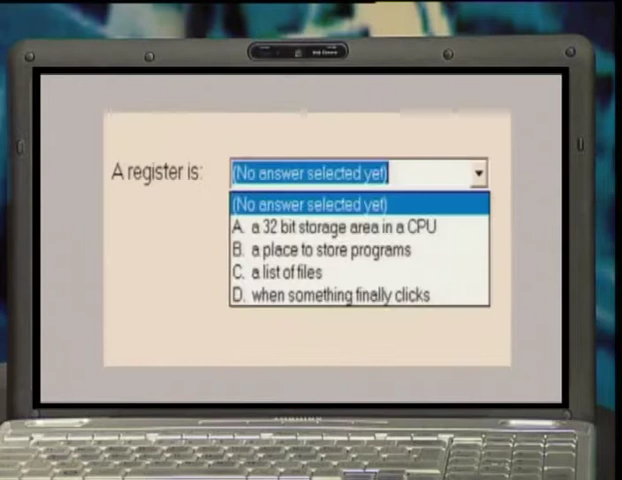 A register is:
(No answer selected yet)
(No answer selected yet)
A. a 32 bit storage area in a CPU
B. a place to store programs
C. a list of files
D. when something finally clicks